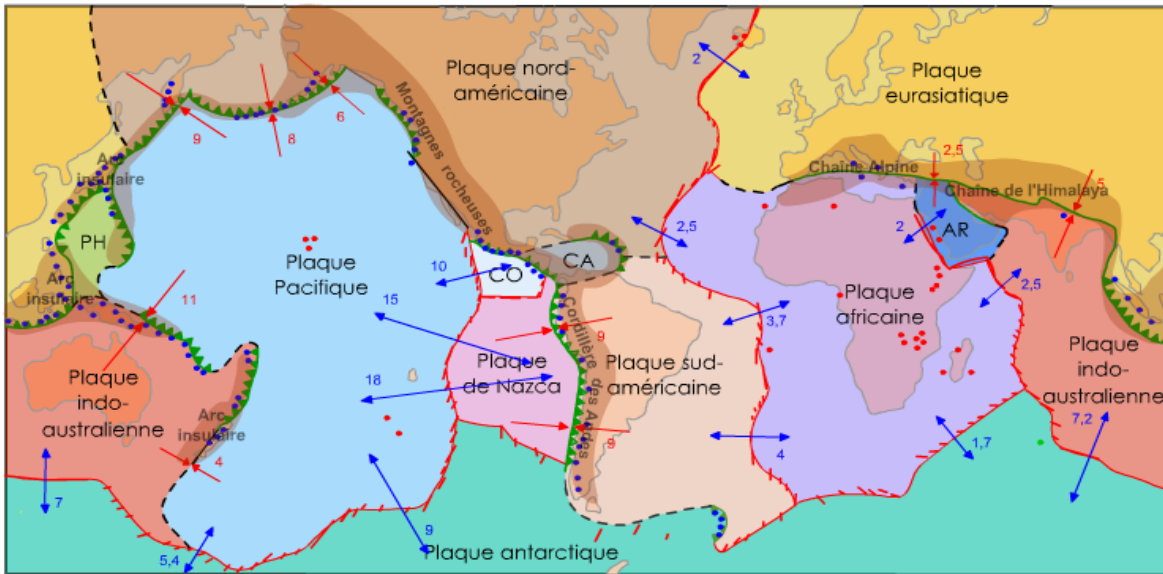 2
Plaque nord-
américaine
Plaque
eurasiatique
Montagnes rocheuses
6
8
9
Arc
insulaire
Chaîne Alpine
2,5
Chaine de l'Himalaya
5
PH
2,5
2
AR
CA
CO
10
Plaque
Pacifique
Arc
insulaire
11
15
3,7
Plaque
africaine
2,5
Cordillère des Andes
9
Plaque
indo-
australienne
Plaque
de Nazca
Plaque sud-
américaine
Plaque
indo-
australienne
18
Arc
insulaire
9
4
4
1,7
7,2
7
9
5,4
Plaque antarctique